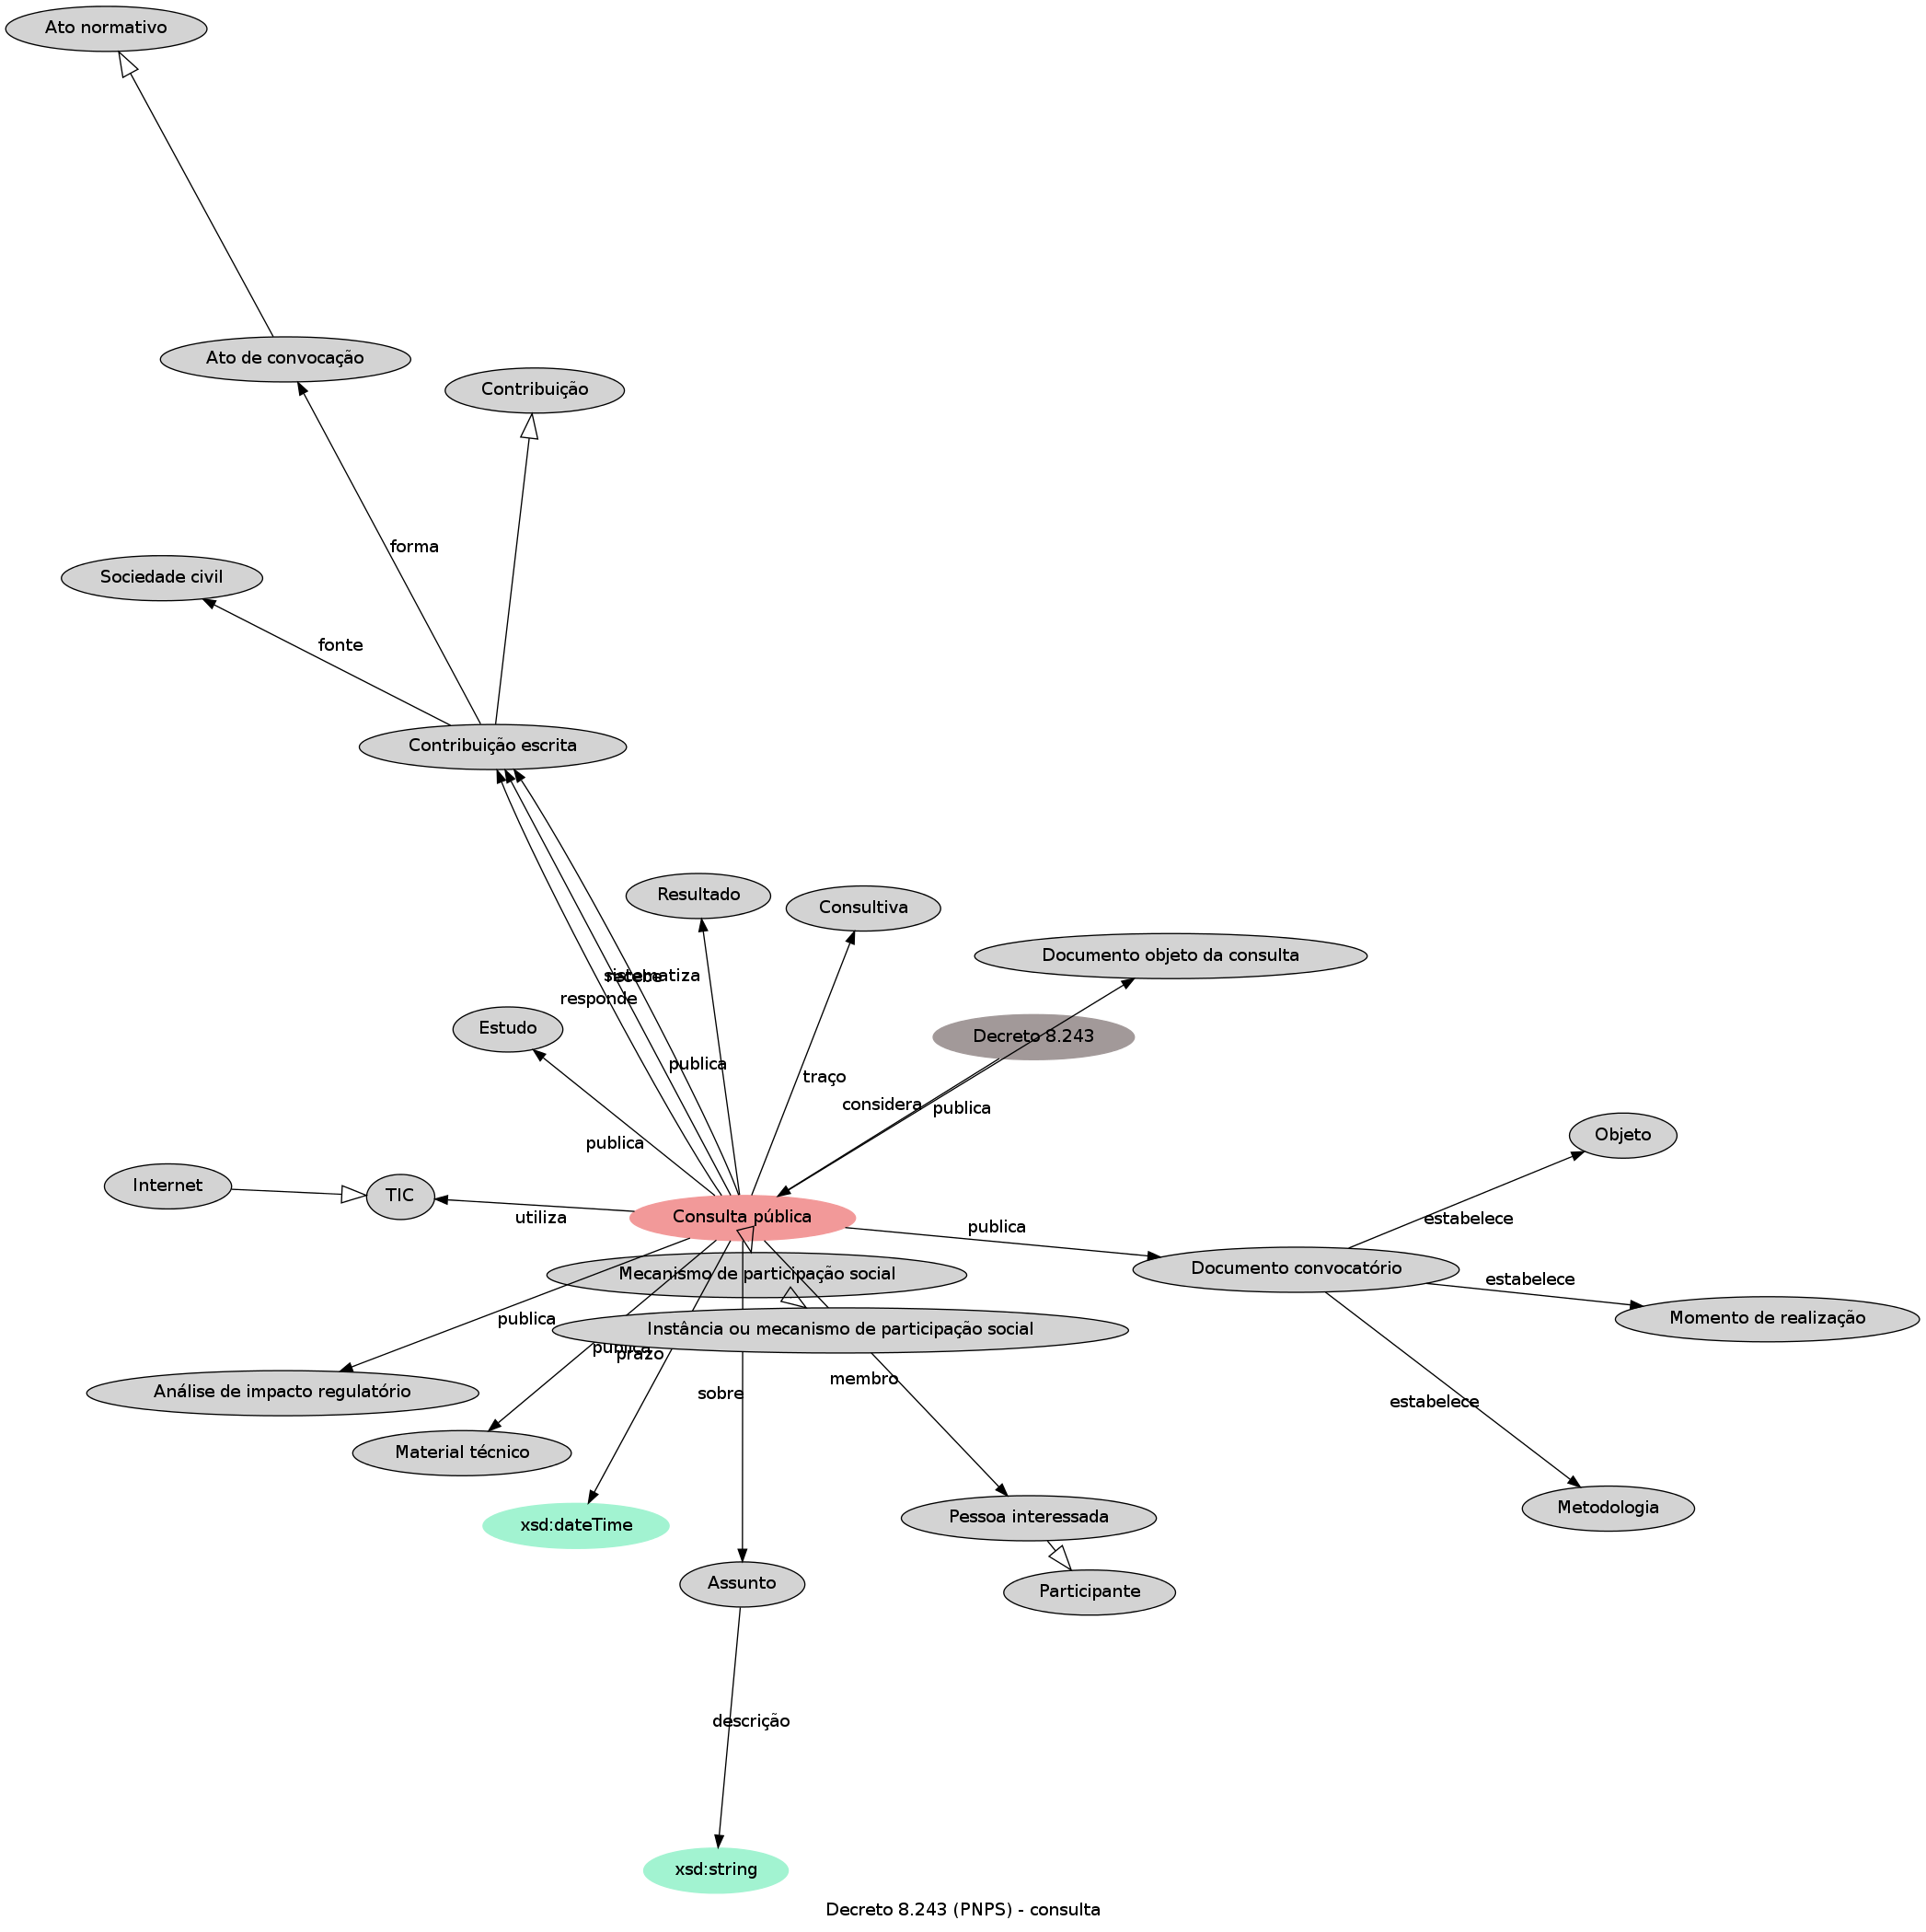 Ato normativo
Ato de convocação
Contribuição
forma
Sociedade civil
fonte
Contribuição escrita
Resultado
Consultiva
Documento objeto da consulta
sistematiza
recebe
responde
Estudo
Decreto 8.243
publica
traço
considera
publica
Objeto
publica
Internet
TIC
utiliza
Consulta pública
publica
estabelece
Documento convocatório
Mecanismo de participação social
estabelece
publica
Momento de realização
Instância ou mecanismo de participação social
publica
prazo
membro
sobre
Análise de impacto regulatório
estabelece
Material técnico
Metodologia
Pessoa interessada
xsd:dateTime
Assunto
Participante
descrição
xsd:string
Decreto 8.243 (PNPS) - consulta